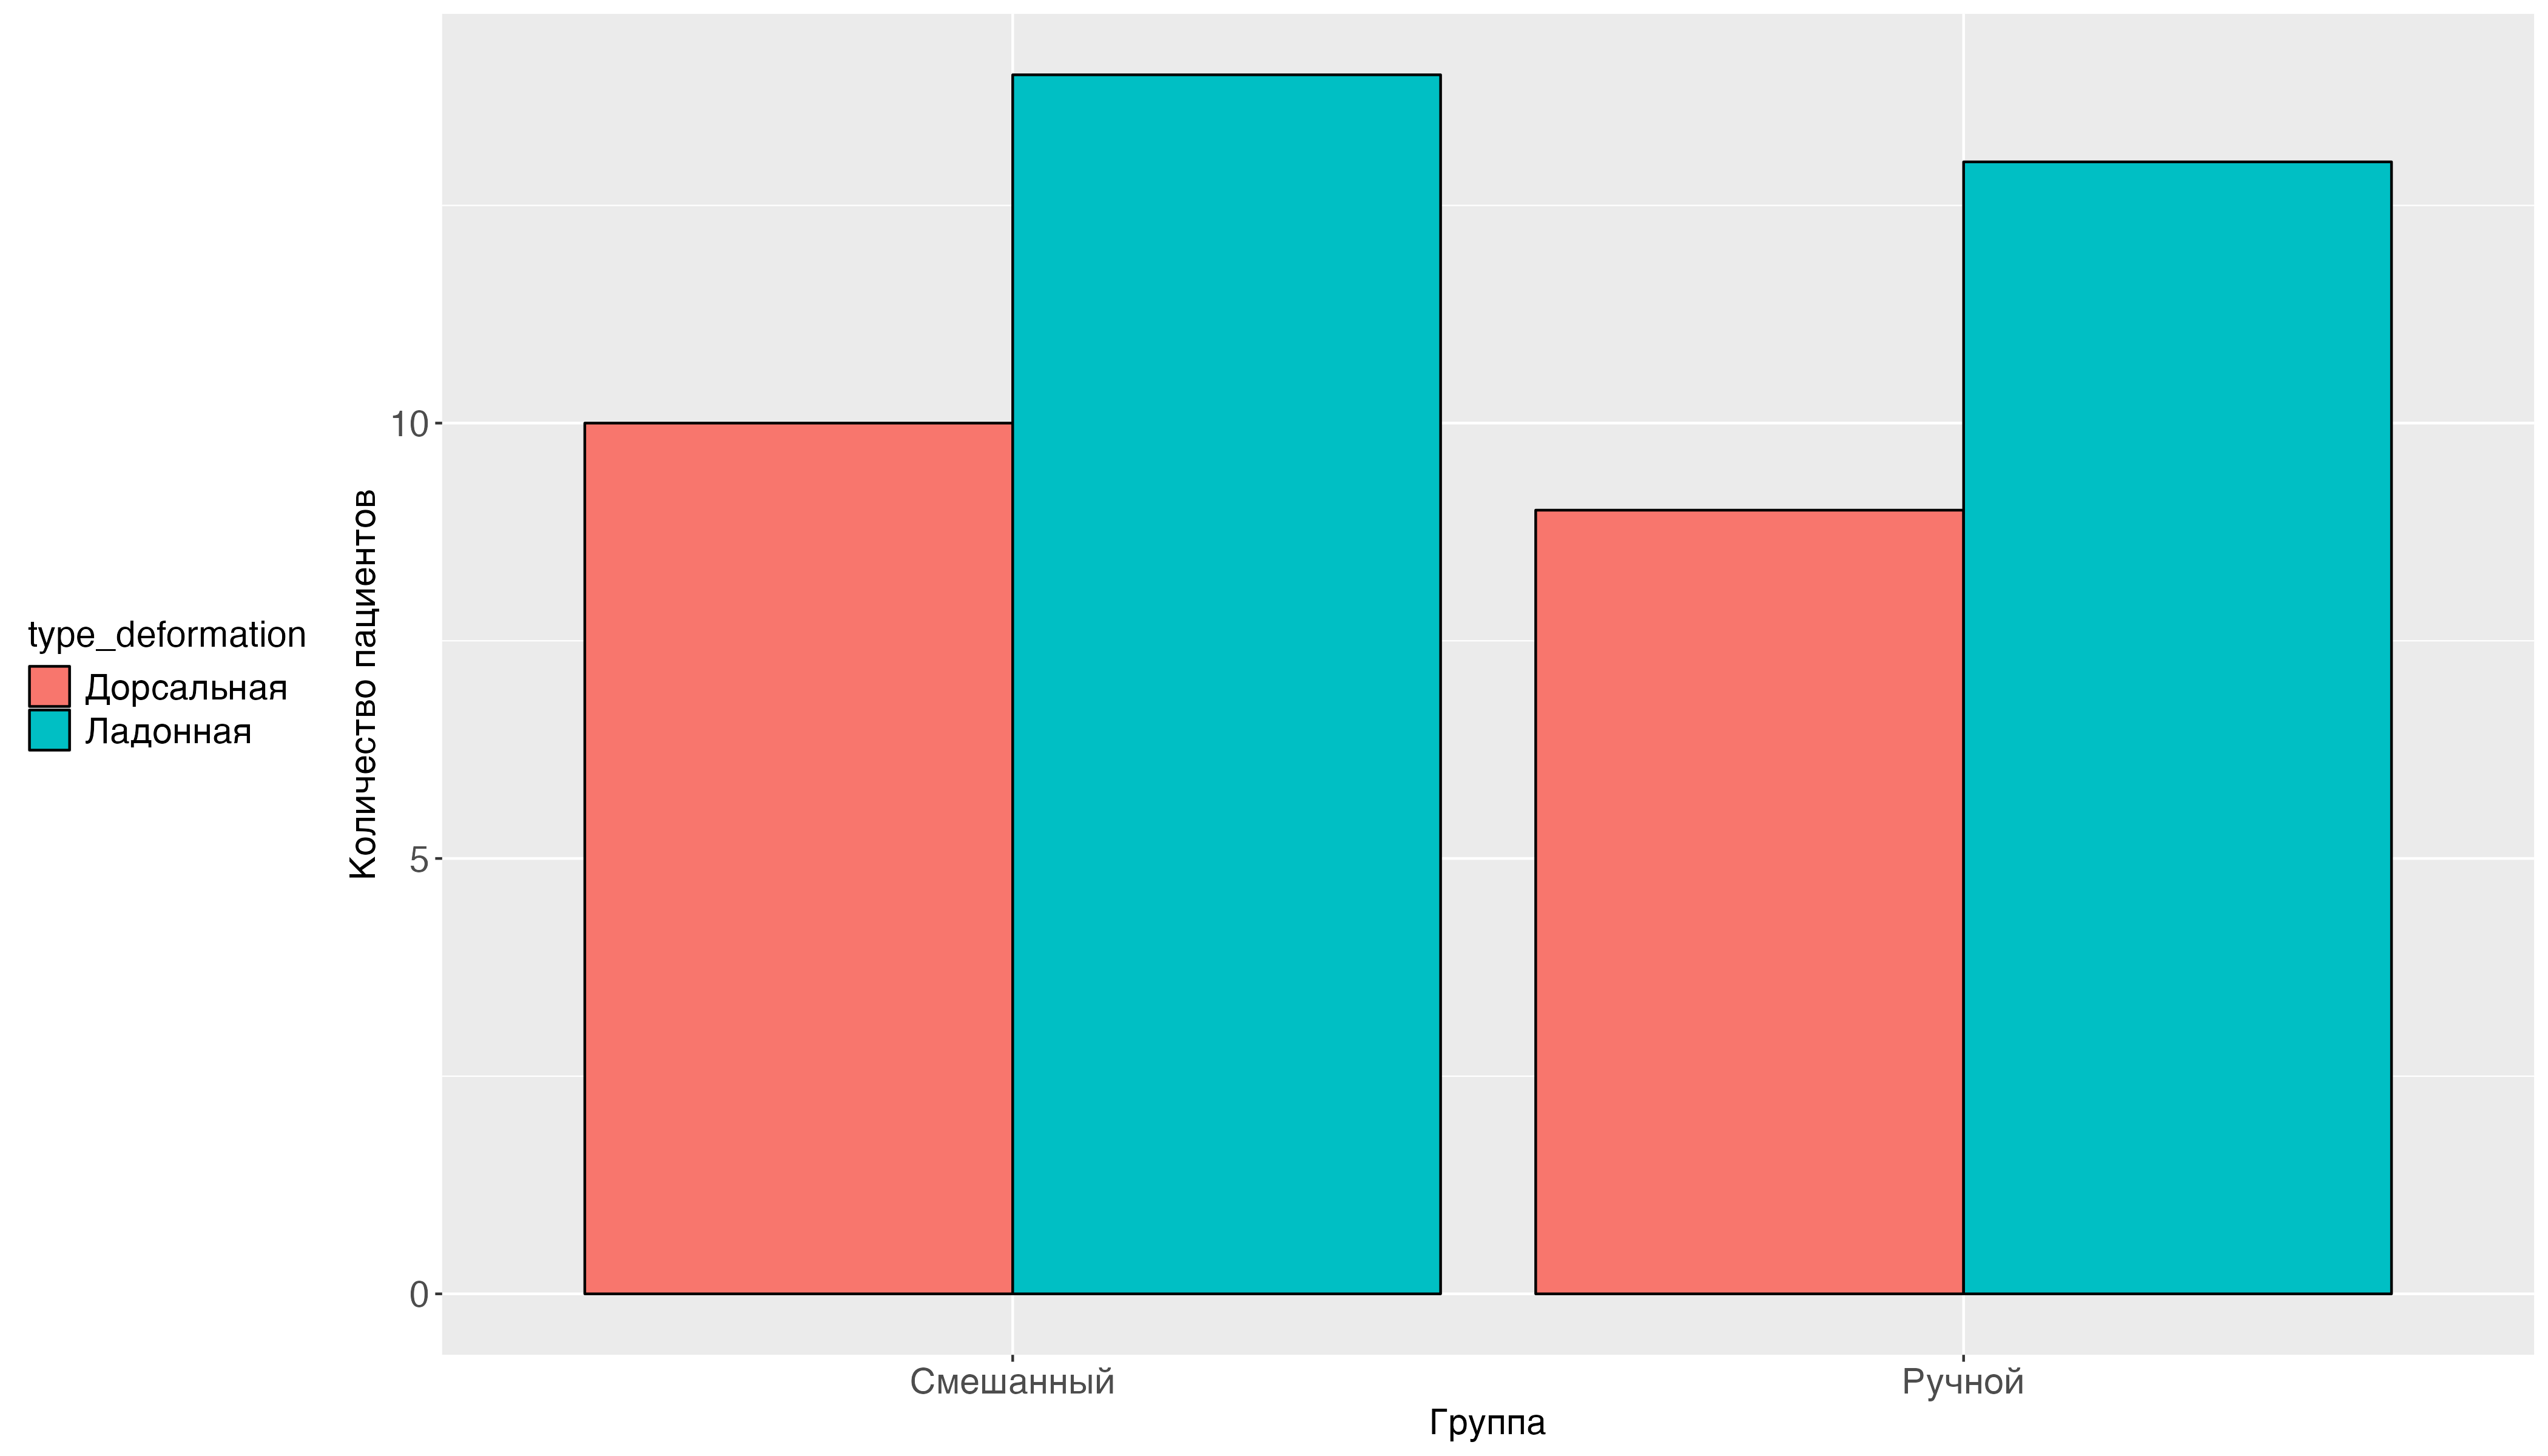 type_deformation
Дорсальная
Ладонная
Количество пациентов
10
5
0
Смешанный
Ручной
Группа